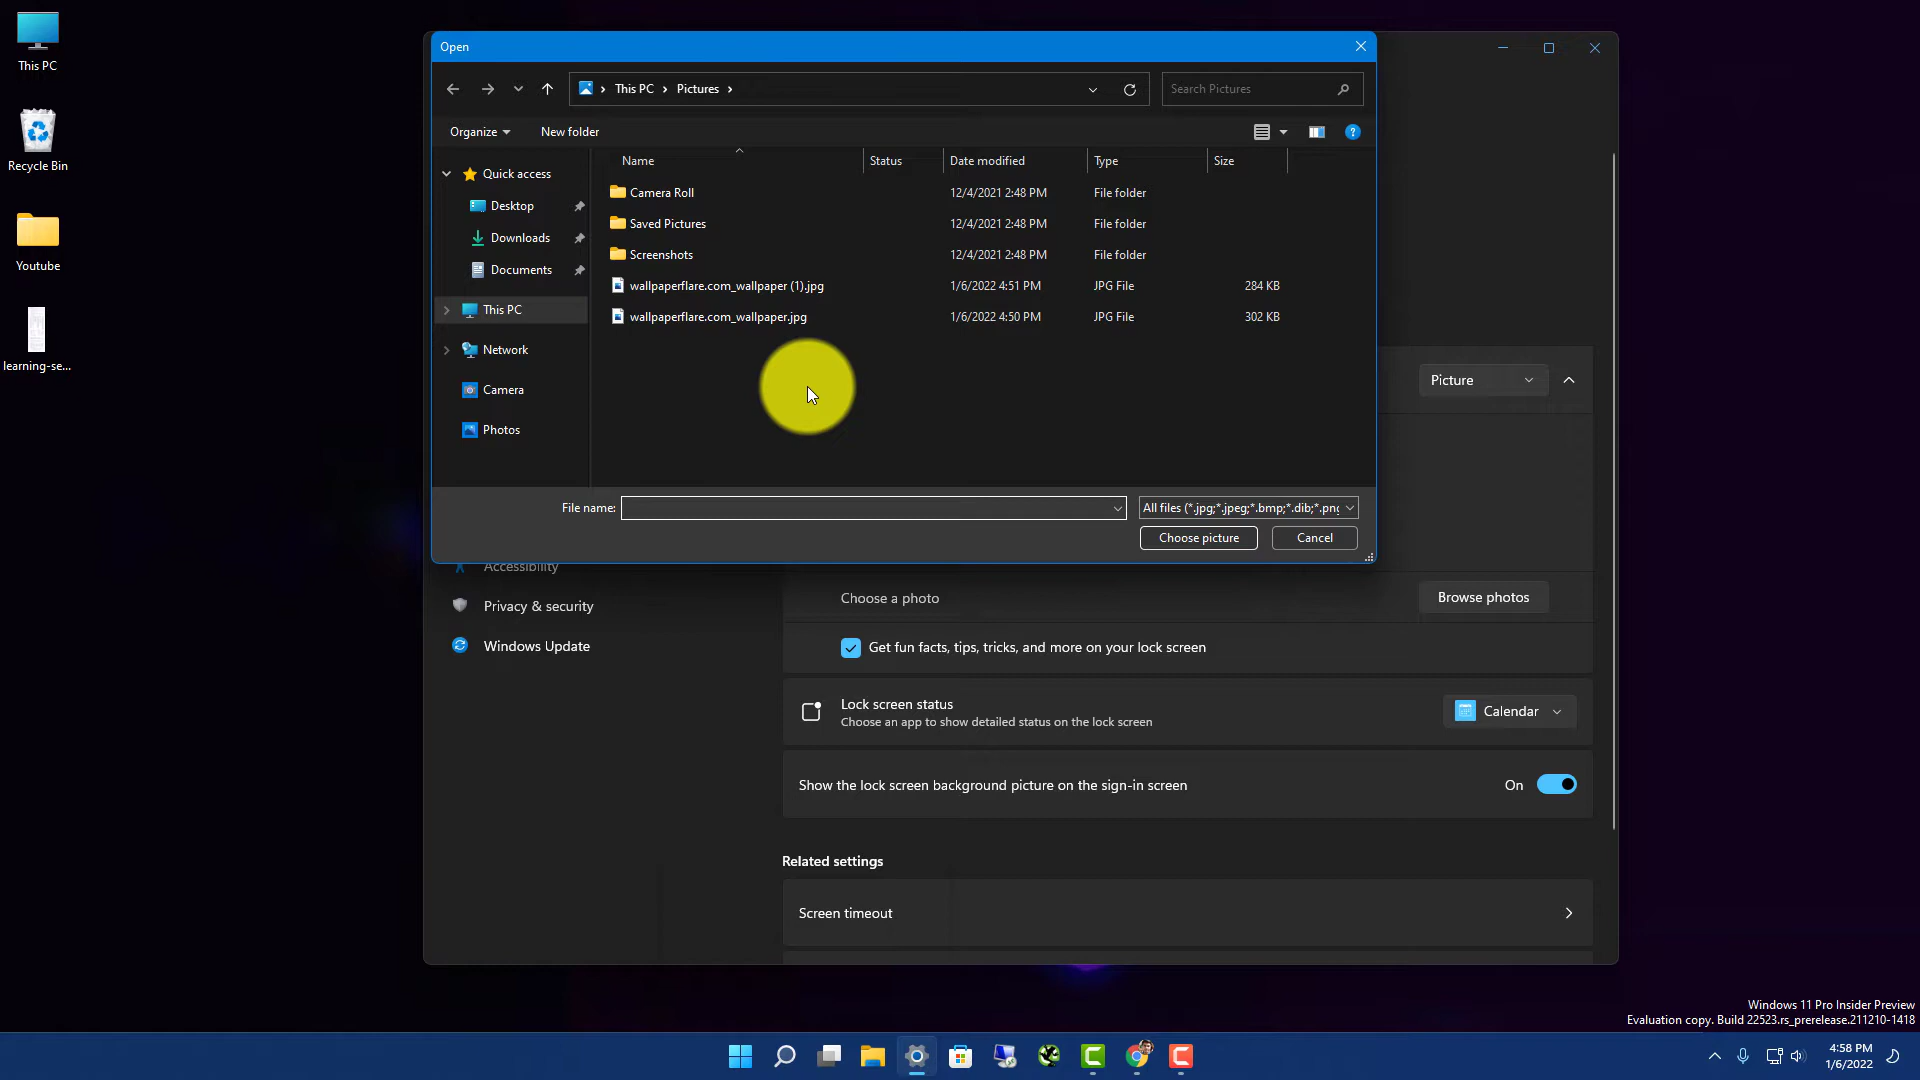 This PC
Recycle Bin
Youtube
learning-se...
Open
This PC
Pictures
Search Pictures
Organize
New folder
?
Name
Status
Date modified
Type
Size
Quick access
Desktop
Downloads
Documents
This PC
Network
Camera
Photos
Camera Roll 12/4/2021 2:48 PM File folder
Saved Pictures 12/4/2021 2:48 PM File folder
Screenshots 12/4/2021 2:48 PM File folder
wallpaperflare.com_wallpaper (1).jpg 1/6/2022 4:51 PM JPG File 284 KB
wallpaperflare.com_wallpaper.jpg 1/6/2022 4:50 PM JPG File 302 KB
File name:
All files (*.jpg;*.jpeg;*.bmp;*.dib;*.png
Choose picture
Cancel
Picture
Accessibility
Privacy & security
Windows Update
Choose a photo
Browse photos
Get fun facts, tips, tricks, and more on your lock screen
Lock screen status
Choose an app to show detailed status on the lock screen
Calendar
Show the lock screen background picture on the sign-in screen
On
Related settings
Screen timeout
Windows 11 Pro Insider Preview
Evaluation copy. Build 22523.rs_prerelease.211210-1418
4:58 PM
1/6/2022